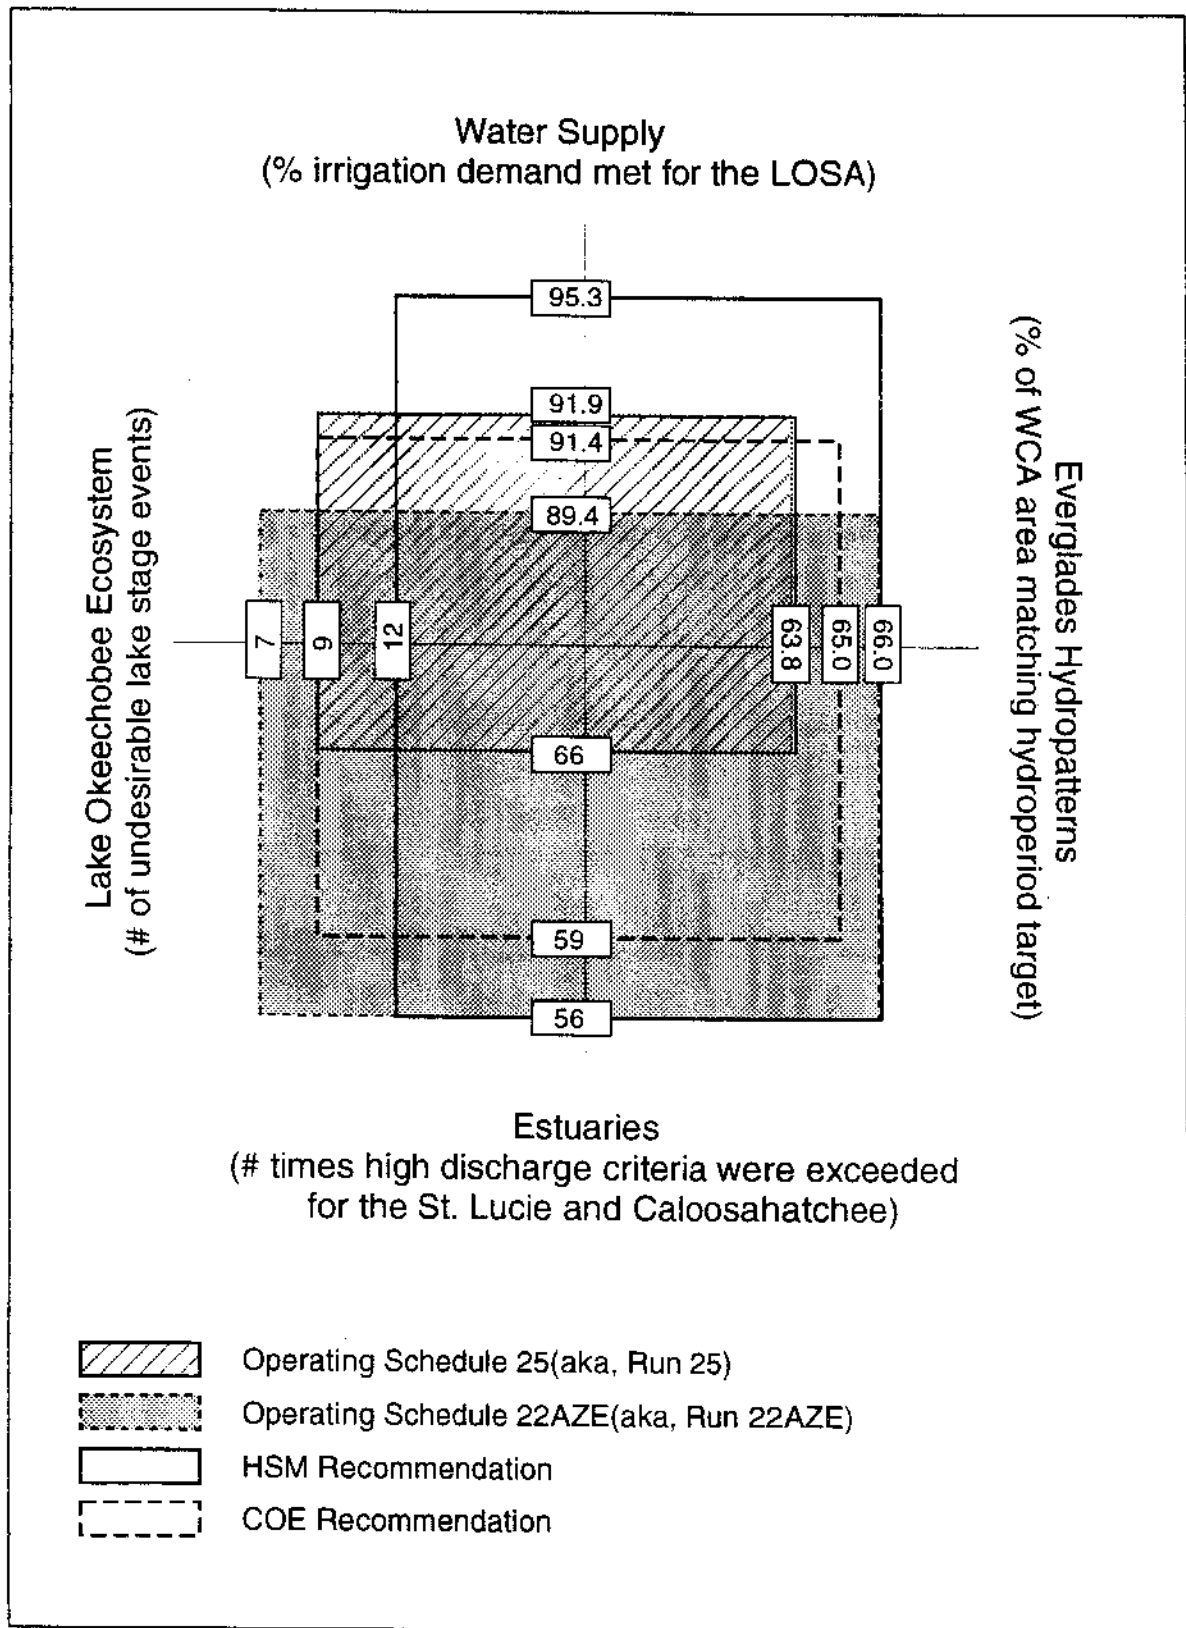 Water Supply
(% irrigation demand met for the LOSA)
95.3
91.9
91.4
89.4
Lake Okeechobee Ecosystem
(# of undesirable lake stage events)
7
9
12
63.8
65.0
66.0
Everglades Hydropatterns
(% of WCA area matching hydroperiod target)
66
59
56
Estuaries
(# times high discharge criteria were exceeded
for the St. Lucie and Caloosahatchee)
Operating Schedule 25(aka, Run 25)
Operating Schedule 22AZE(aka, Run 22AZE)
HSM Recommendation
COE Recommendation